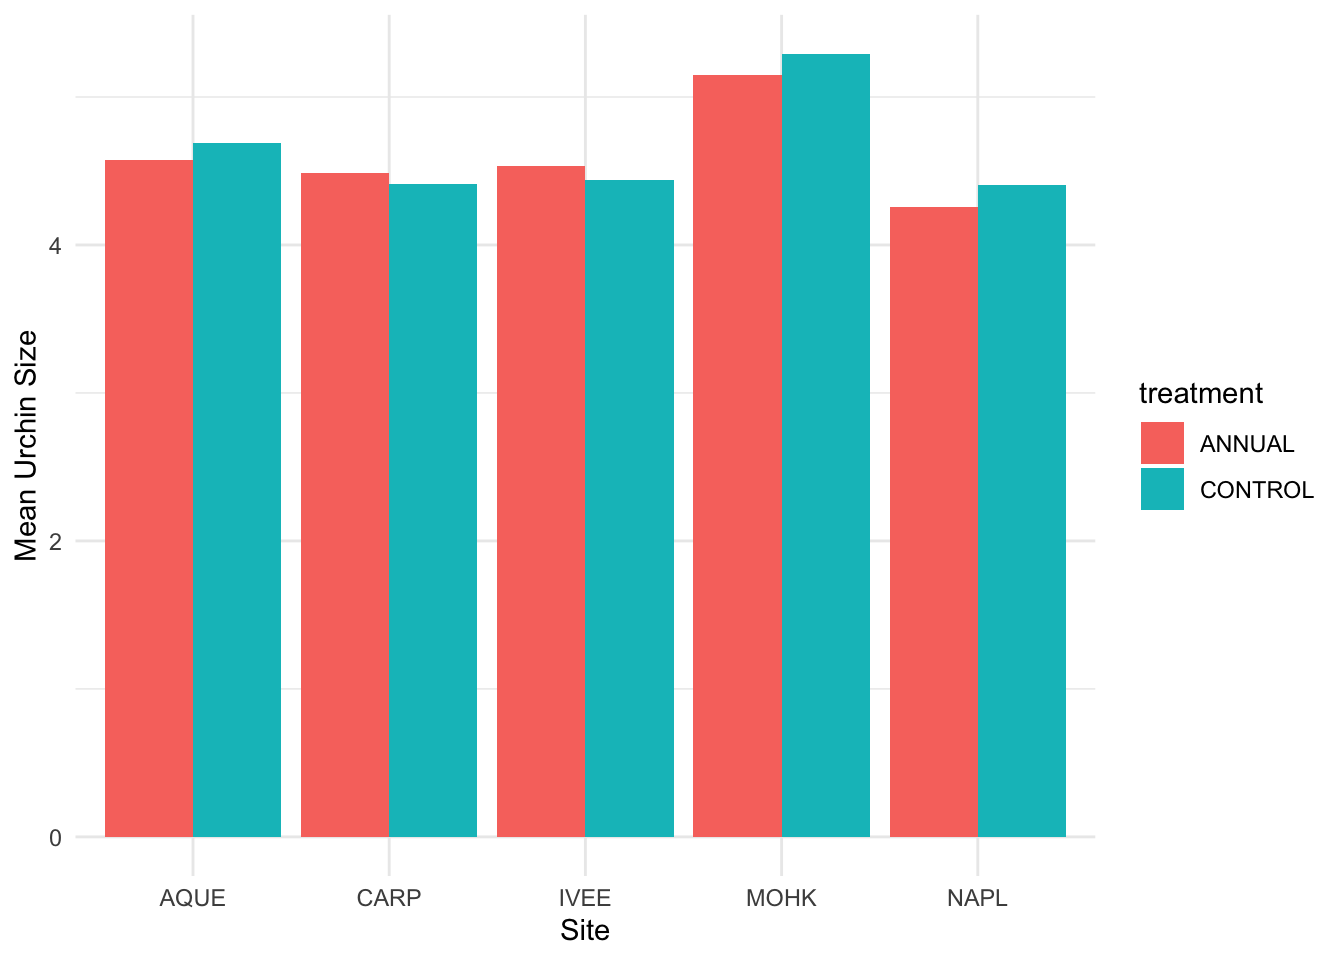 Mean Urchin Size
4
2
0
AQUE CARP IVEE MOHK NAPL
Site
treatment
ANNUAL
CONTROL